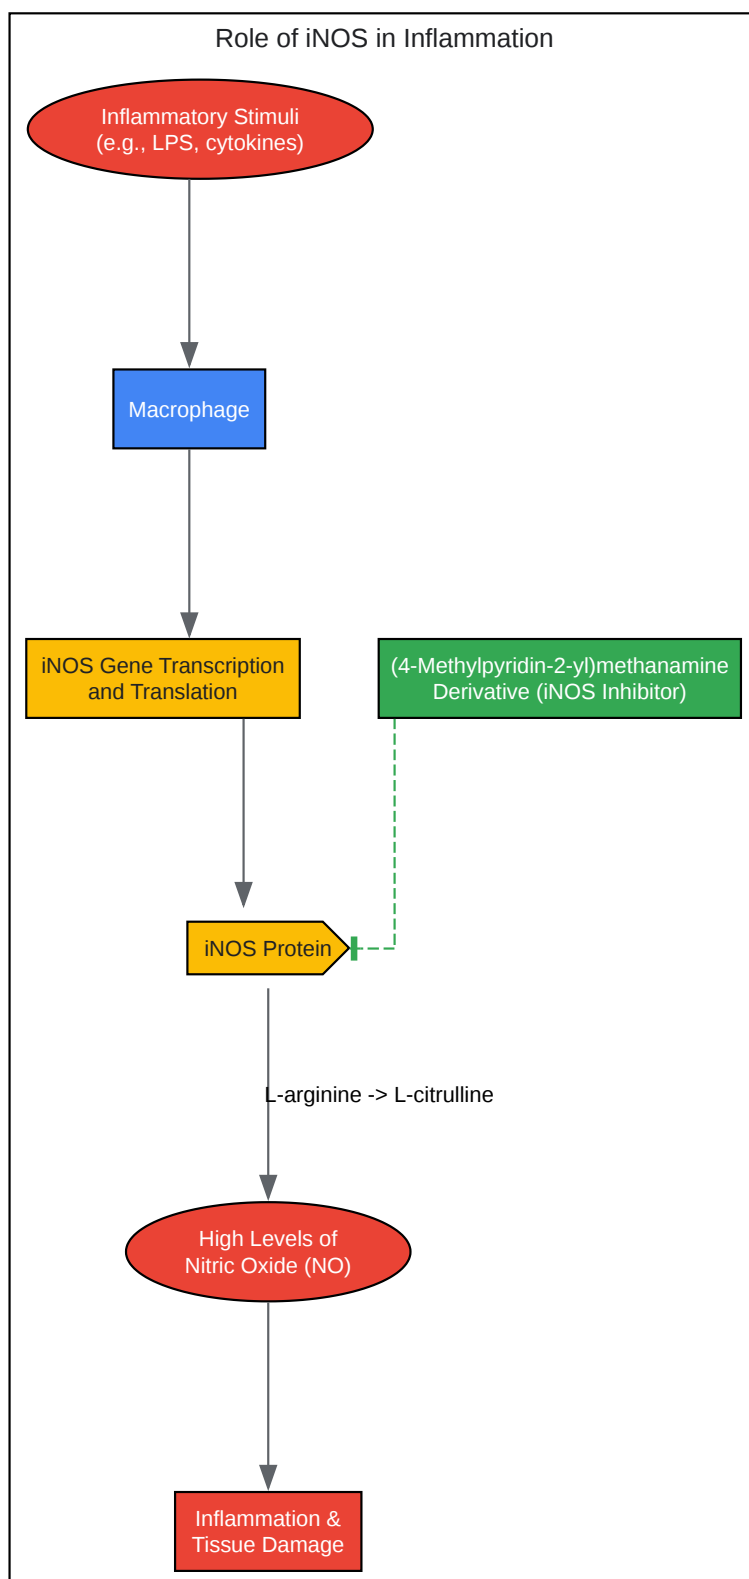 Role of iNOS in Inflammation
Inflammatory Stimuli
(e.g., LPS, cytokines)
Macrophage
iNOS Gene Transcription
and Translation
(4-Methylpyridin-2-yl)methanamine
Derivative (iNOS Inhibitor)
iNOS Protein
L-arginine -> L-citrulline
High Levels of
Nitric Oxide (NO)
Inflammation &
Tissue Damage